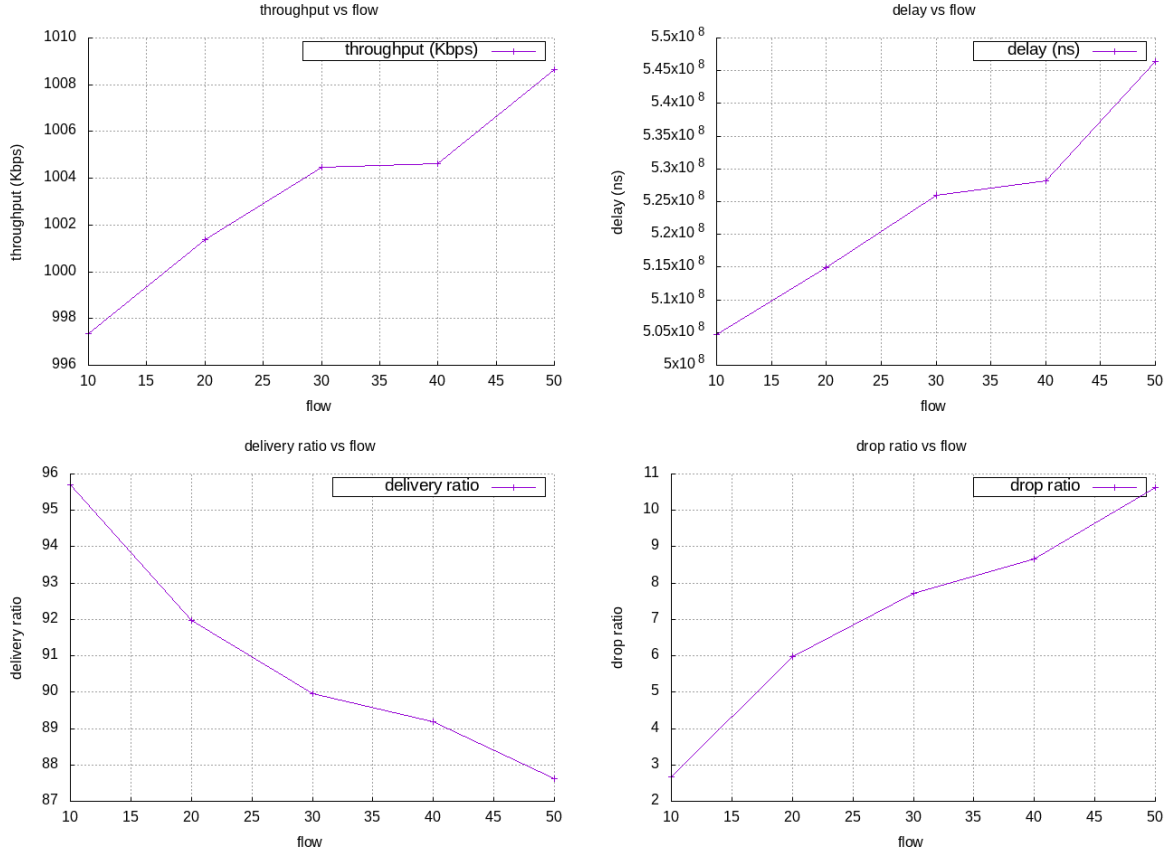 throughput vs flow
throughput (Kbps)
1010
1008
1006
1004
1002
1000
998
996
throughput (Kbps)
10 15 20 25 30 35 40 45 50
flow
delay vs flow
delay (ns)
5.5x10^8
5.45x10^8
5.4x10^8
5.35x10^8
5.3x10^8
5.25x10^8
5.2x10^8
5.15x10^8
5.1x10^8
5.05x10^8
5x10^8
delay (ns)
10 15 20 25 30 35 40 45 50
flow
delivery ratio vs flow
delivery ratio
96
95
94
93
92
91
90
89
88
87
delivery ratio
10 15 20 25 30 35 40 45 50
flow
drop ratio vs flow
drop ratio
11
10
9
8
7
6
5
4
3
2
drop ratio
10 15 20 25 30 35 40 45 50
flow